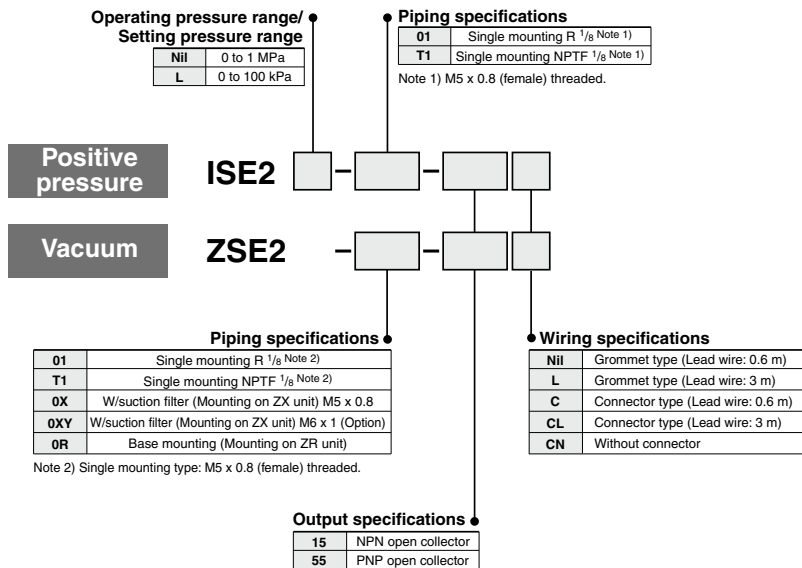 Operating pressure range/
Setting pressure range
Nil 0 to 1 MPa
L 0 to 100 kPa
Piping specifications
01 Single mounting R 1/8 Note 1)
T1 Single mounting NPTF 1/8 Note 1)
Note 1) M5 x 0.8 (female) threaded.
Positive
pressure
ISE2 - -
Vacuum
ZSE2 - -
Piping specifications
01 Single mounting R 1/8 Note 2)
T1 Single mounting NPTF 1/8 Note 2)
0X W/suction filter (Mounting on ZX unit) M5 x 0.8
0XY W/suction filter (Mounting on ZX unit) M6 x 1 (Option)
0R Base mounting (Mounting on ZR unit)
Note 2) Single mounting type: M5 x 0.8 (female) threaded.
Wiring specifications
Nil Grommet type (Lead wire: 0.6 m)
L Grommet type (Lead wire: 3 m)
C Connector type (Lead wire: 0.6 m)
CL Connector type (Lead wire: 3 m)
CN Without connector
Output specifications
15 NPN open collector
55 PNP open collector